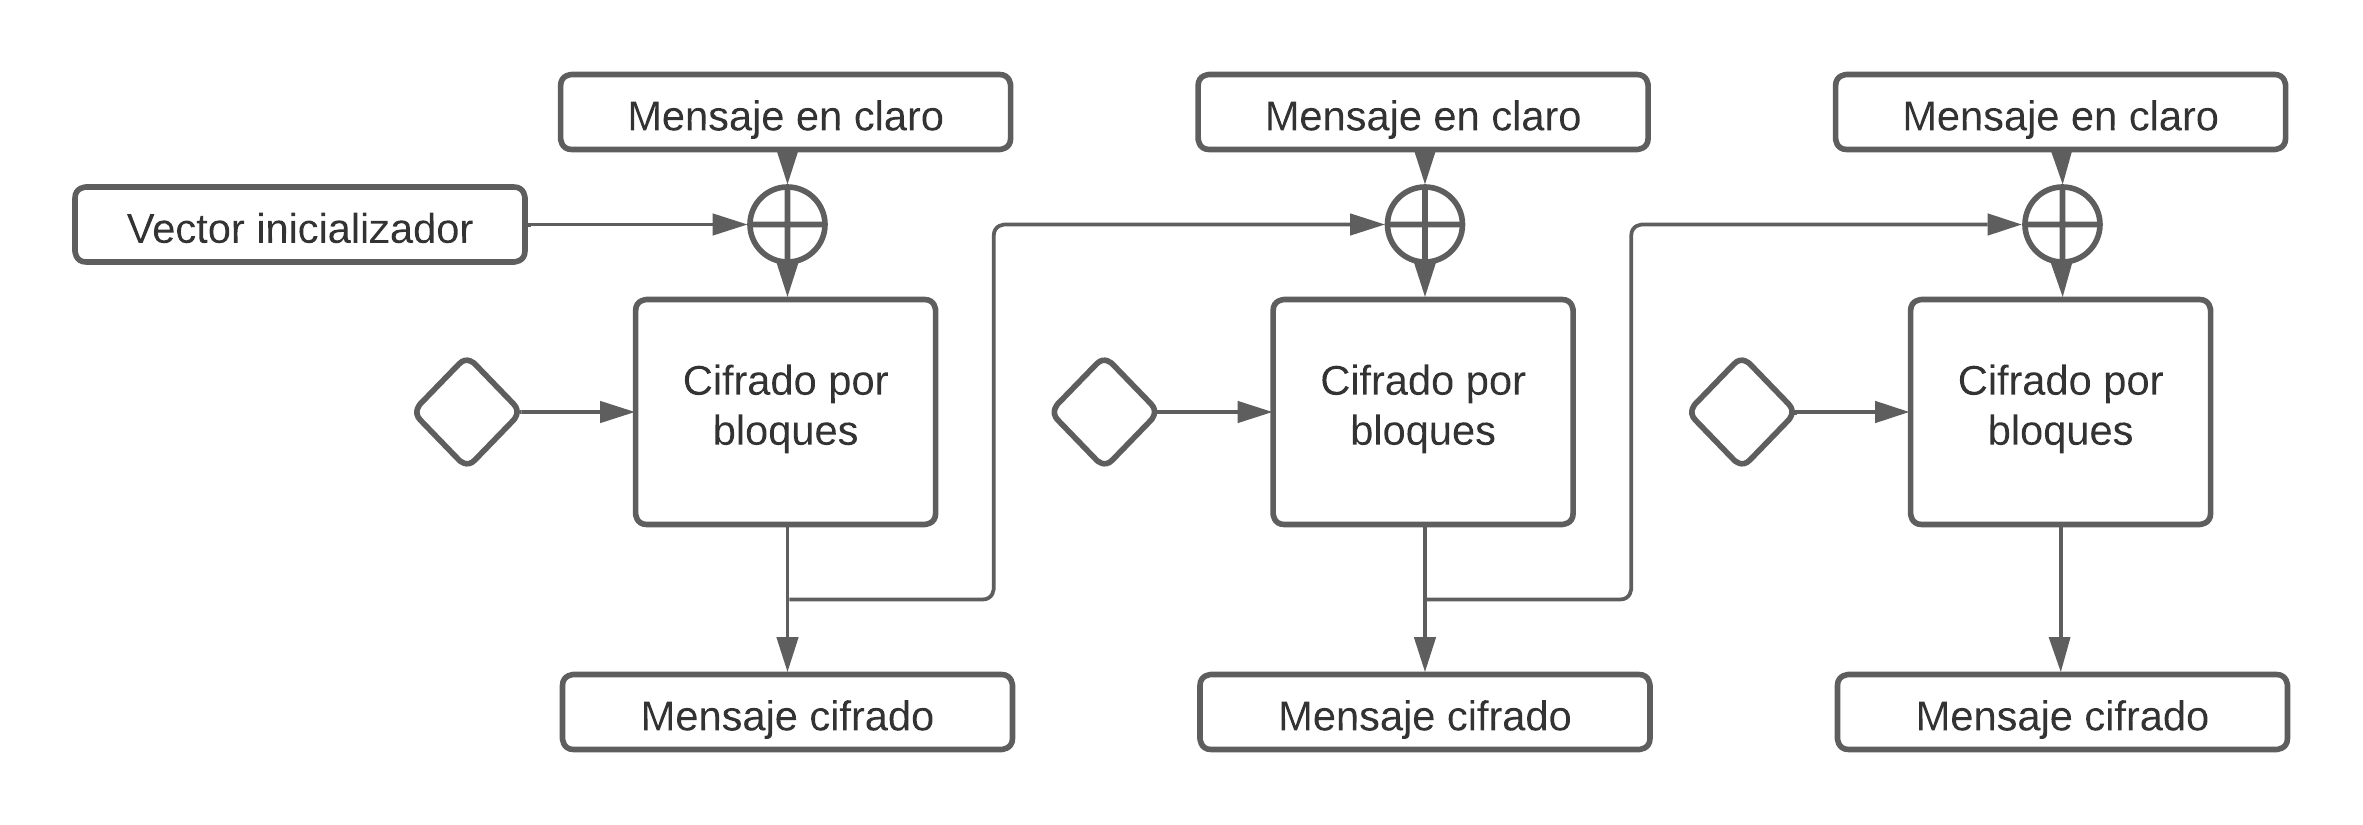 Mensaje en claro
Mensaje en claro
Mensaje en claro
Vector inicializador
Cifrado por
bloques
Cifrado por
bloques
Cifrado por
bloques
Mensaje cifrado
Mensaje cifrado
Mensaje cifrado